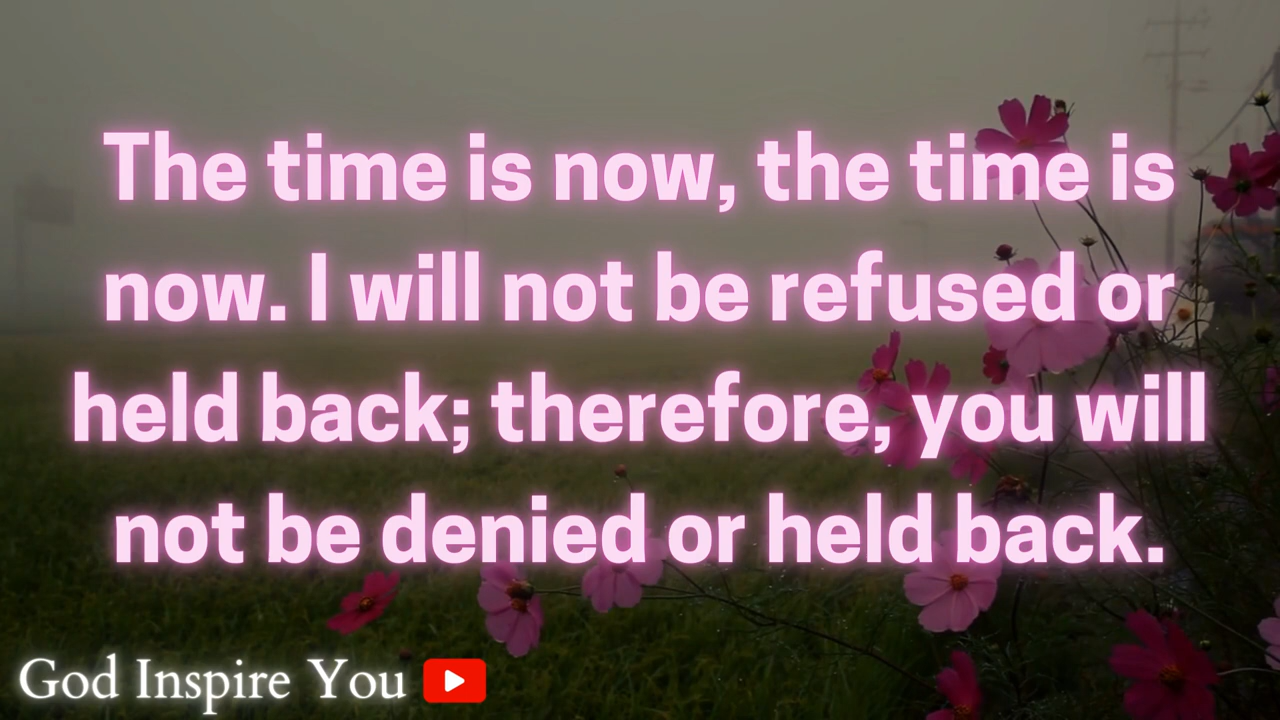 The time is now, the time is
now. I will not be refused or
held back; therefore, you will
not be denied or held back.
God Inspire You